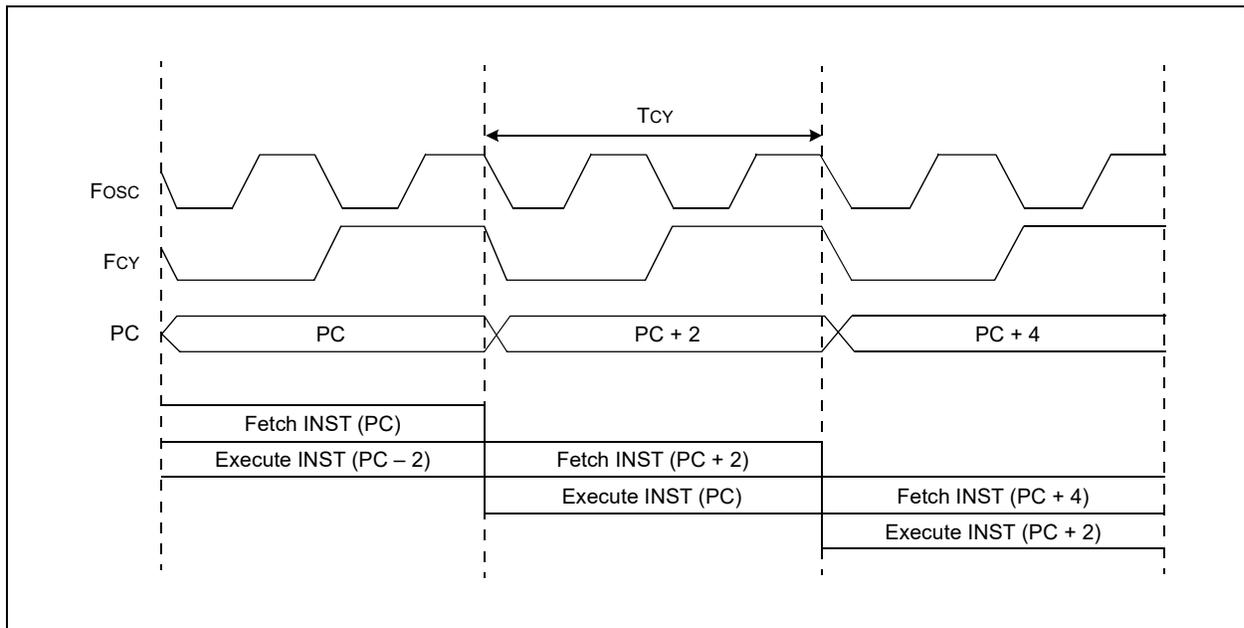 TCY
FOSC
FCY
PC PC PC + 2 PC + 4
Fetch INST (PC)
Execute INST (PC – 2) Fetch INST (PC + 2)
Execute INST (PC) Fetch INST (PC + 4)
Execute INST (PC + 2)